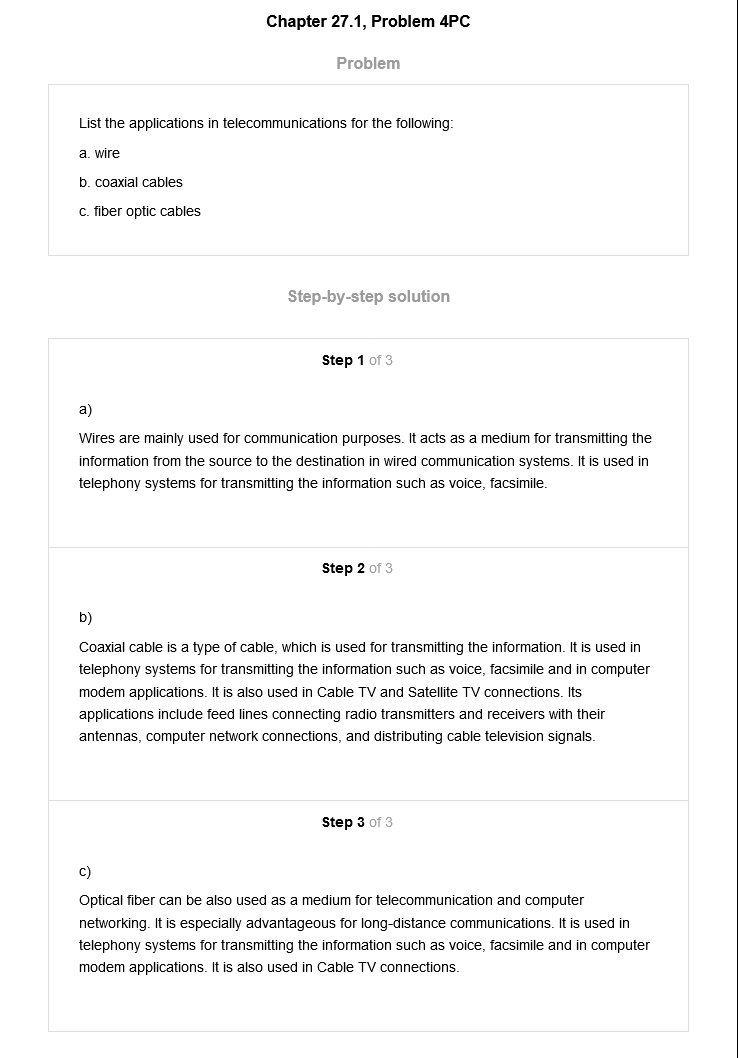 Chapter 27.1, Problem 4PC
Problem
List the applications in telecommunications for the following:
a. wire
b. coaxial cables
c. fiber optic cables
Step-by-step solution
Step 1 of 3
a)
Wires are mainly used for communication purposes. It acts as a medium for transmitting the
information from the source to the destination in wired communication systems. It is used in
telephony systems for transmitting the information such as voice, facsimile.
Step 2 of 3
b)
Coaxial cable is a type of cable, which is used for transmitting the information. It is used in
telephony systems for transmitting the information such as voice, facsimile and in computer
modem applications. It is also used in Cable TV and Satellite TV connections. Its
applications include feed lines connecting radio transmitters and receivers with their
antennas, computer network connections, and distributing cable television signals.
Step 3 of 3
c)
Optical fiber can be also used as a medium for telecommunication and computer
networking. It is especially advantageous for long-distance communications. It is used in
telephony systems for transmitting the information such as voice, facsimile and in computer
modem applications. It is also used in Cable TV connections.